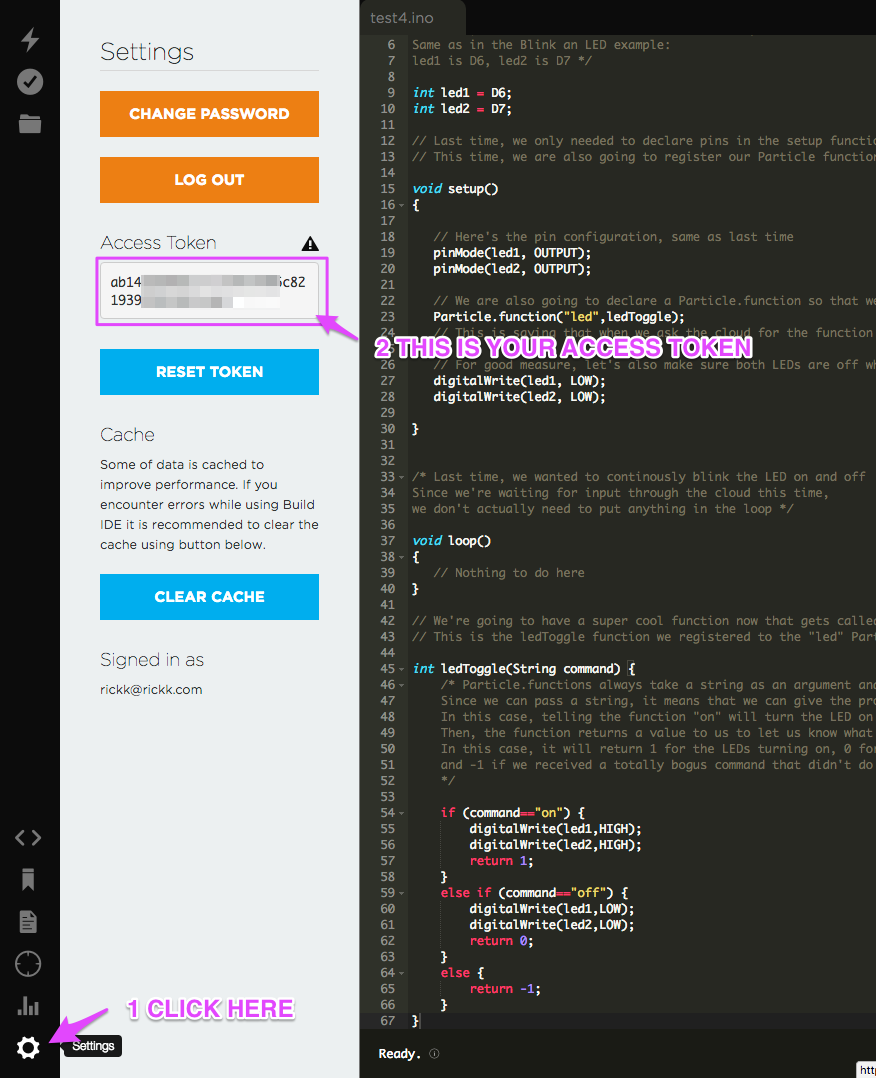 Settings
CHANGE PASSWORD
LOG OUT
Access Token
ab14 c82
1939
RESET TOKEN
Cache
Some of data is cached to
improve performance. If you
encounter errors while using Build
IDE it is recommended to clear the
cache using button below.
CLEAR CACHE
Signed in as
rickk@rickk.com
1 CLICK HERE
Settings
test4.ino
6 Same as in the Blink an LED example:
7 led1 is D6, led2 is D7 */
8
9 int led1 = D6;
10 int led2 = D7;
11
12 // Last time, we only needed to declare pins in the setup
13 // This time, we are also going to register our Particle
14
15 void setup()
16 {
17
18 // Here's the pin configuration, same as last time
19 pinMode(led1, OUTPUT);
20 pinMode(led2, OUTPUT);
21
22 // We are also going to declare a Particle.function so that
23 Particle.function("led",ledToggle);
24 // This is saying that when we ask the cloud for the function
2 THIS IS YOUR ACCESS TOKEN
26 // For good measure, let's also make sure both LEDs are off
27 digitalWrite(led1, LOW);
28 digitalWrite(led2, LOW);
29
30 }
31
32
33 /* Last time, we wanted to continously blink the LED on and off
34 Since we're waiting for input through the cloud this time,
35 we don't actually need to put anything in the loop */
36
37 void loop()
38 {
39 // Nothing to do here
40 }
41
42 // We're going to have a super cool function now that gets
43 // This is the ledToggle function we registered to the "led"
44
45 int ledToggle(String command) {
46 /* Particle.functions always take a string as an argument
47 Since we can pass a string, it means that we can give the
48 In this case, telling the function "on" will turn the LED on
49 Then, the function returns a value to us to let us know what
50 In this case, it will return 1 for the LEDs turning on, 0
51 and -1 if we received a totally bogus command that didn't do
52 */
53
54 if (command=="on") {
55 digitalWrite(led1,HIGH);
56 digitalWrite(led2,HIGH);
57 return 1;
58 }
59 else if (command=="off") {
60 digitalWrite(led1,LOW);
61 digitalWrite(led2,LOW);
62 return 0;
63 }
64 else {
65 return -1;
66 }
67 }
Ready.